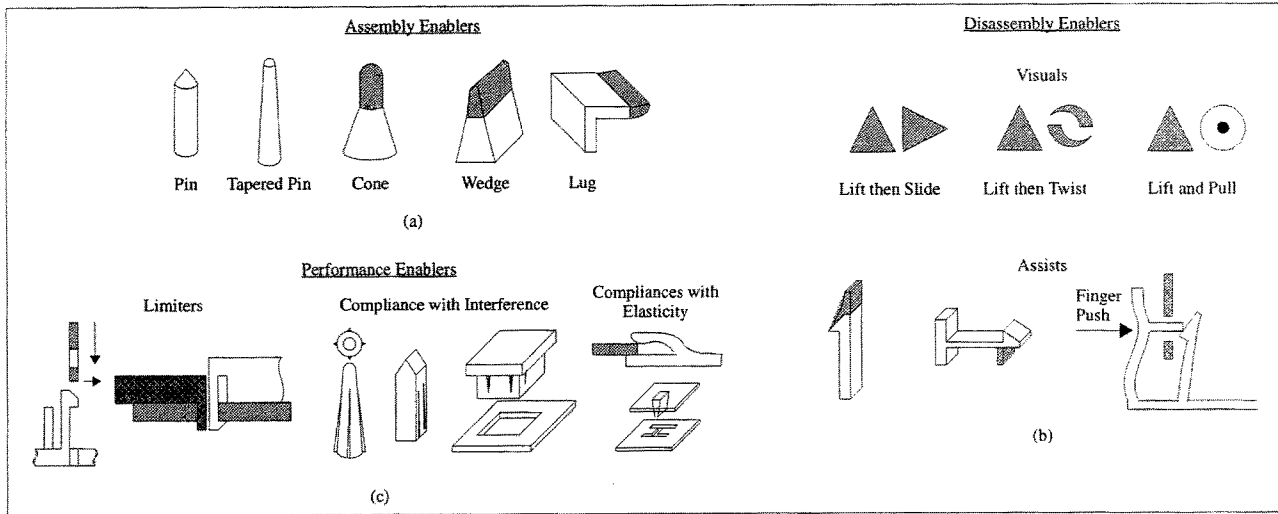 Assembly Enablers
Pin
Tapered Pin
Cone
Wedge
Lug
(a)
Disassembly Enablers
Visuals
Lift then Slide
Lift then Twist
Lift and Pull
Assists
Finger
Push
(b)
Performance Enablers
Limiters
Compliance with Interference
Compliances with
Elasticity
(c)